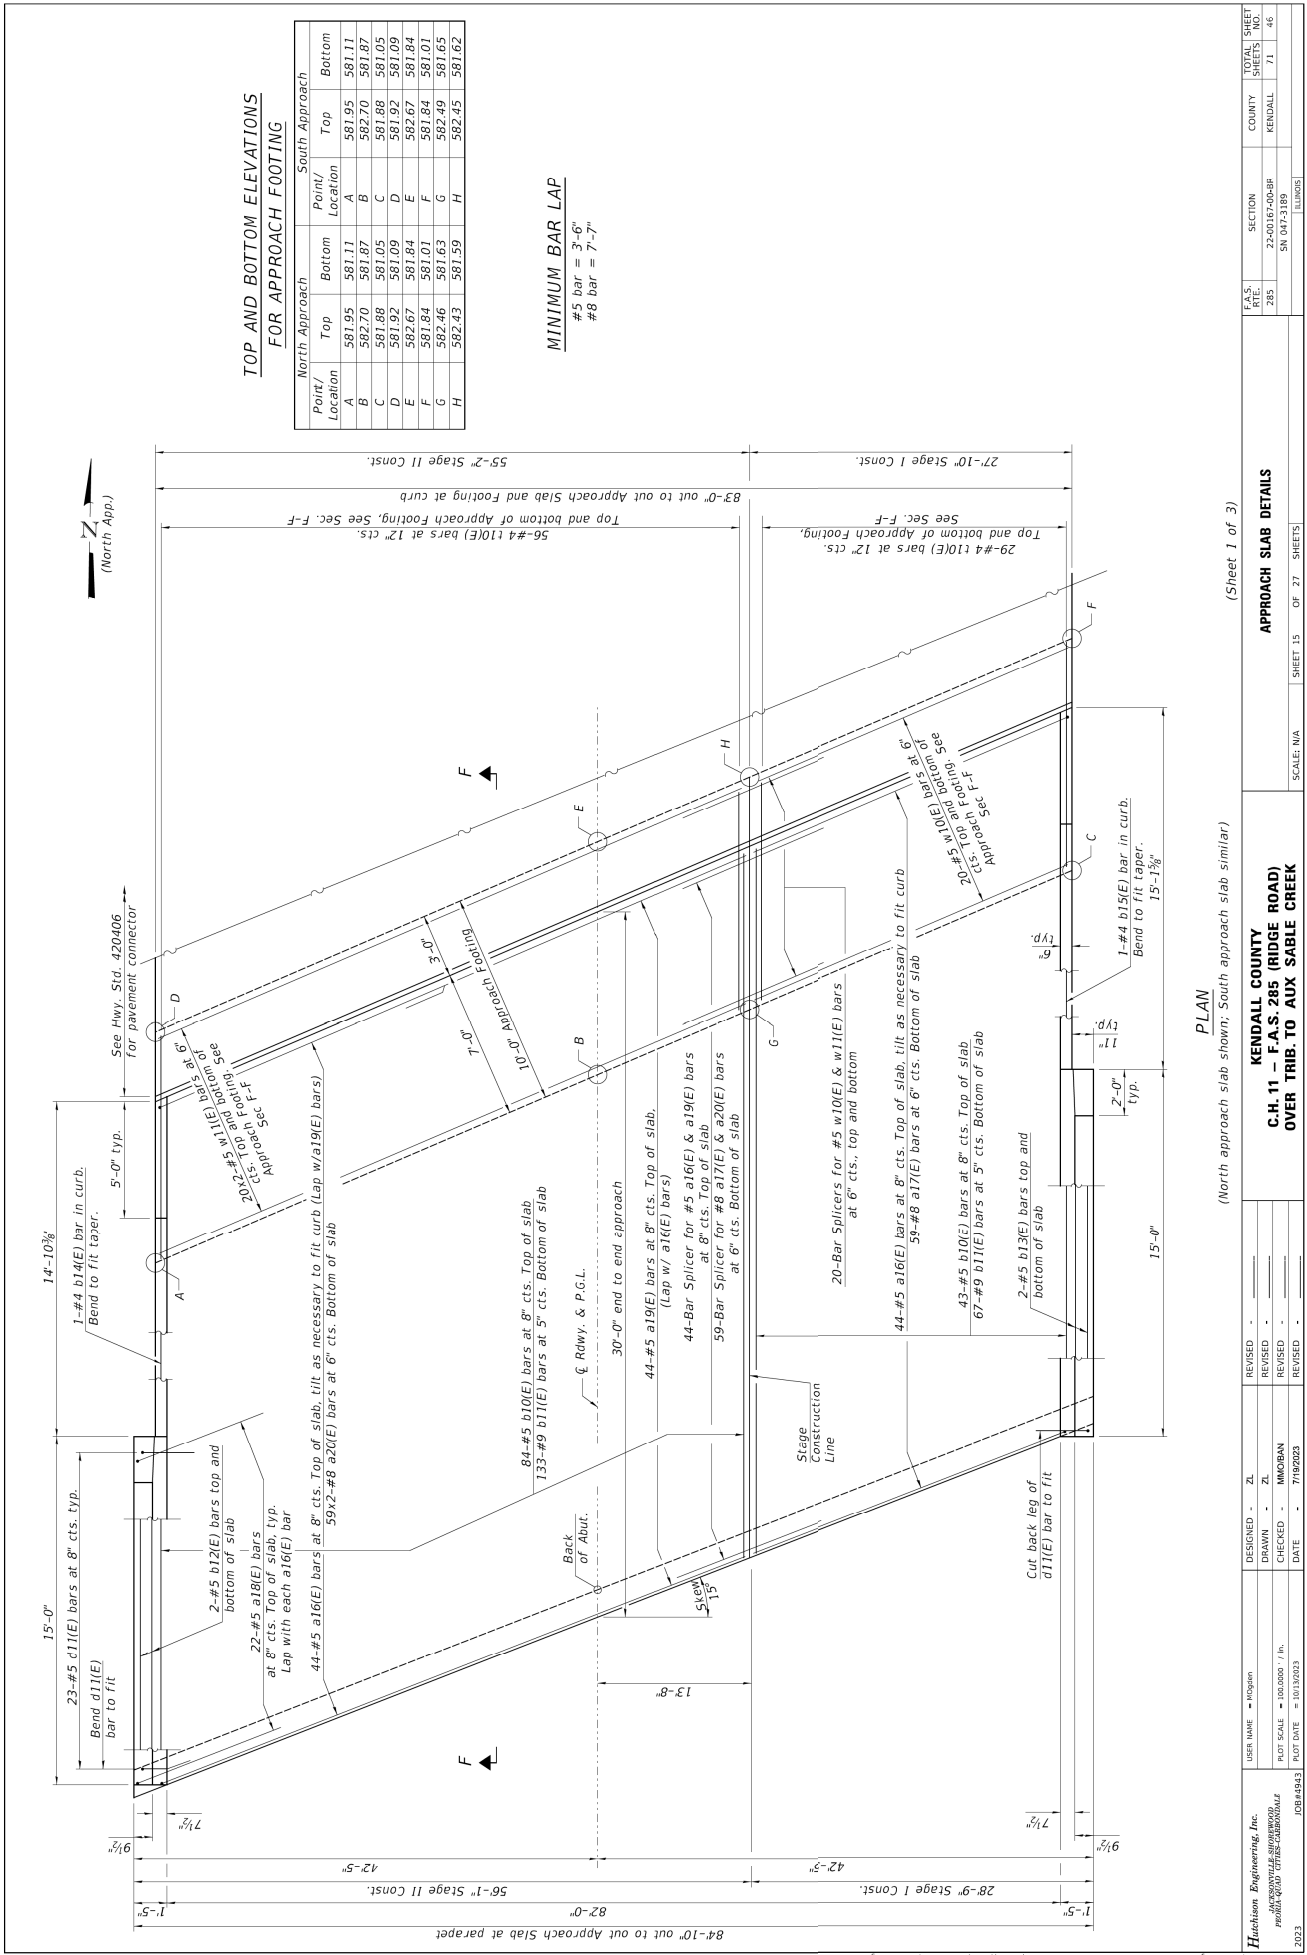 TOP AND BOTTOM ELEVATIONS
FOR APPROACH FOOTING
North Approach South Approach
Point/ Location Top Bottom Point/ Location Top Bottom
A 581.95 581.11 A 581.95 581.11
B 582.70 581.87 B 582.70 581.87
C 581.88 581.05 C 581.88 581.05
D 581.92 581.09 D 581.92 581.09
E 582.67 581.84 E 582.67 581.84
F 581.84 581.01 F 581.84 581.01
G 582.46 581.63 G 582.49 581.65
H 582.43 581.59 H 582.45 581.62
MINIMUM BAR LAP
#5 bar = 3'-6"
#8 bar = 7'-7"
N
(North App.)
15'-0"
14'-10 3/8"
23-#5 d11(E) bars at 8" cts. typ.
Bend d11(E)
bar to fit
1-#4 b14(E) bar in curb.
Bend to fit taper.
5'-0" typ.
See Hwy. Std. 420406
for pavement connector
2-#5 b12(E) bars top and
bottom of slab
22-#5 a18(E) bars
at 8" cts. Top of slab, typ.
Lap with each a16(E) bar
44-#5 a16(E) bars at 8" cts. Top of slab, tilt as necessary to fit curb (Lap w/a19(E) bars)
59x2-#8 a20(E) bars at 6" cts. Bottom of slab
20x2-#5 w11(E) bars at 6"
cts. Top and bottom of
Approach Footing. See
Sec F-F
A
D
B
E
G
H
C
F
3'-0"
7'-0"
10'-0" Approach Footing
84-#5 b10(E) bars at 8" cts. Top of slab
133-#9 b11(E) bars at 5" cts. Bottom of slab
Back
of Abut.
℄ Rdwy. & P.G.L.
30'-0" end to end approach
44-#5 a19(E) bars at 8" cts. Top of slab.
(Lap w/ a16(E) bars)
44-Bar Splicer for #5 a16(E) & a19(E) bars
at 8" cts. Top of slab
59-Bar Splicer for #8 a17(E) & a20(E) bars
at 6" cts. Bottom of slab
Skew
15°
F
F
Stage
Construction
Line
20-Bar Splicers for #5 w10(E) & w11(E) bars
at 6" cts., top and bottom
44-#5 a16(E) bars at 8" cts. Top of slab, tilt as necessary to fit curb
59-#8 a17(E) bars at 6" cts. Bottom of slab
20-#5 w10(E) bars at 6"
cts. Top and bottom of
Approach Footing. See
Sec F-F
43-#5 b10(E) bars at 8" cts. Top of slab
67-#9 b11(E) bars at 5" cts. Bottom of slab
2-#5 b13(E) bars top and
bottom of slab
Cut back leg of
d11(E) bar to fit
1-#4 b15(E) bar in curb.
Bend to fit taper.
6"
typ.
11"
typ.
2'-0"
typ.
15'-0"
15'-1 5/8"
9½"
7½"
42'-5"
13'-8"
42'-5"
7½"
9½"
56'-1" Stage II Const.
28'-9" Stage I Const.
1'-5"
82'-0"
1'-5"
84'-10" out to out Approach Slab at parapet
56-#4 t10(E) bars at 12" cts.
Top and bottom of Approach Footing, See Sec. F-F
29-#4 t10(E) bars at 12" cts.
Top and bottom of Approach Footing,
See Sec. F-F
83'-0" out to out Approach Slab and Footing at curb
55'-2" Stage II Const.
27'-10" Stage I Const.
PLAN
(North approach slab shown; South approach slab similar)
(Sheet 1 of 3)
Hutchison Engineering, Inc.
JACKSONVILLE-SHOREWOOD
PEORIA-QUAD CITIES-CARBONDALE
2023 JOB#4943
USER NAME = MOgden
PLOT SCALE = 100.0000 ' / in.
PLOT DATE = 10/13/2023
DESIGNED - ZL
DRAWN - ZL
CHECKED - MMO/BAN
DATE - 7/19/2023
REVISED -
REVISED -
REVISED -
REVISED -
KENDALL COUNTY
C.H. 11 – F.A.S. 285 (RIDGE ROAD)
OVER TRIB. TO AUX SABLE CREEK
APPROACH SLAB DETAILS
SCALE: N/A SHEET 15 OF 27 SHEETS
F.A.S. RTE. SECTION COUNTY TOTAL SHEETS SHEET NO.
285 22-00167-00-BR KENDALL 71 46
SN 047-3189
ILLINOIS